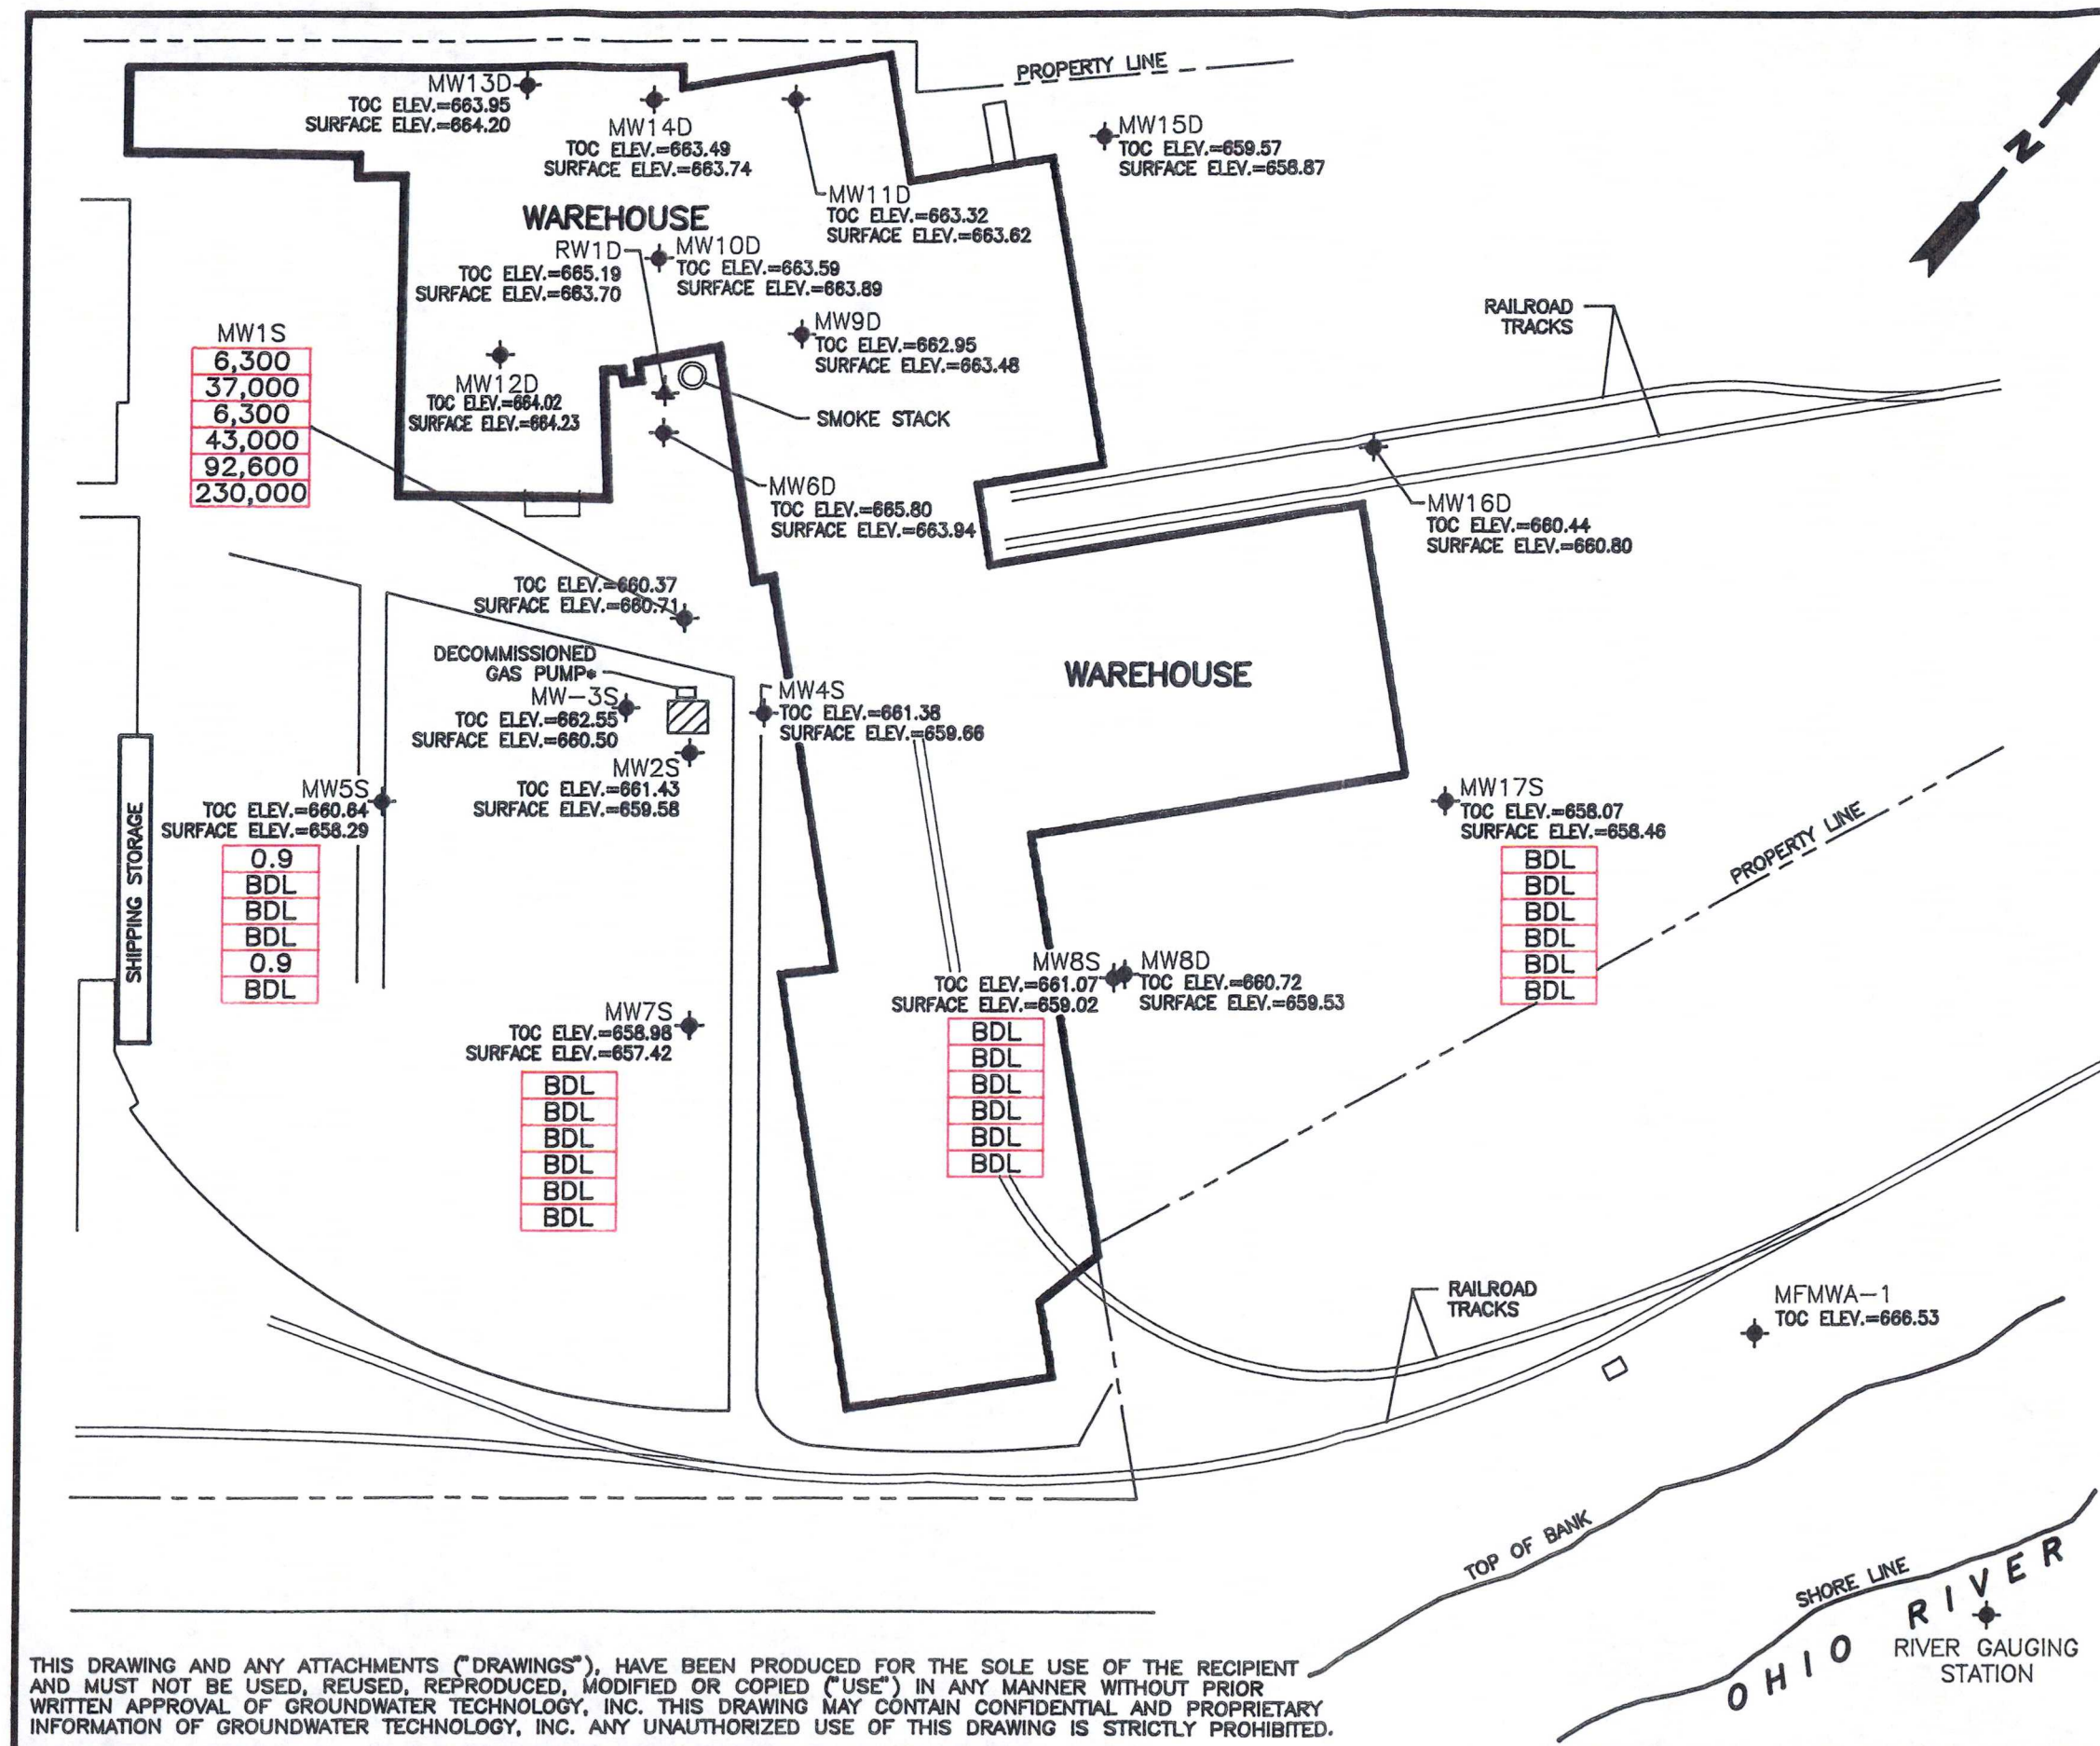 PROPERTY LINE
MW13D
TOC ELEV.=663.95
SURFACE ELEV.=664.20
MW14D
TOC ELEV.=663.49
SURFACE ELEV.=663.74
MW15D
TOC ELEV.=659.57
SURFACE ELEV.=658.87
N
MW11D
TOC ELEV.=663.32
SURFACE ELEV.=663.62
WAREHOUSE
RW1D
TOC ELEV.=665.19
SURFACE ELEV.=663.70
MW10D
TOC ELEV.=663.59
SURFACE ELEV.=663.89
MW9D
TOC ELEV.=662.95
SURFACE ELEV.=663.48
RAILROAD
TRACKS
MW1S
6,300
37,000
6,300
43,000
92,600
230,000
MW12D
TOC ELEV.=664.02
SURFACE ELEV.=664.23
SMOKE STACK
MW6D
TOC ELEV.=665.80
SURFACE ELEV.=663.94
MW16D
TOC ELEV.=660.44
SURFACE ELEV.=660.80
TOC ELEV.=660.37
SURFACE ELEV.=660.71
DECOMMISSIONED
GAS PUMP*
MW-3S
TOC ELEV.=662.55
SURFACE ELEV.=660.50
MW4S
TOC ELEV.=661.38
SURFACE ELEV.=659.66
WAREHOUSE
MW2S
TOC ELEV.=661.43
SURFACE ELEV.=659.58
MW5S
TOC ELEV.=660.64
SURFACE ELEV.=658.29
0.9
BDL
BDL
BDL
0.9
BDL
SHIPPING STORAGE
MW17S
TOC ELEV.=658.07
SURFACE ELEV.=658.46
BDL
BDL
BDL
BDL
BDL
BDL
PROPERTY LINE
MW8S
TOC ELEV.=661.07
SURFACE ELEV.=659.02
BDL
BDL
BDL
BDL
BDL
BDL
MW8D
TOC ELEV.=660.72
SURFACE ELEV.=659.53
MW7S
TOC ELEV.=658.98
SURFACE ELEV.=657.42
BDL
BDL
BDL
BDL
BDL
BDL
RAILROAD
TRACKS
MFMWA-1
TOC ELEV.=666.53
TOP OF BANK
SHORE LINE
OHIO RIVER
RIVER GAUGING
STATION
THIS DRAWING AND ANY ATTACHMENTS ("DRAWINGS"), HAVE BEEN PRODUCED FOR THE SOLE USE OF THE RECIPIENT
AND MUST NOT BE USED, REUSED, REPRODUCED, MODIFIED OR COPIED ("USE") IN ANY MANNER WITHOUT PRIOR
WRITTEN APPROVAL OF GROUNDWATER TECHNOLOGY, INC. THIS DRAWING MAY CONTAIN CONFIDENTIAL AND PROPRIETARY
INFORMATION OF GROUNDWATER TECHNOLOGY, INC. ANY UNAUTHORIZED USE OF THIS DRAWING IS STRICTLY PROHIBITED.